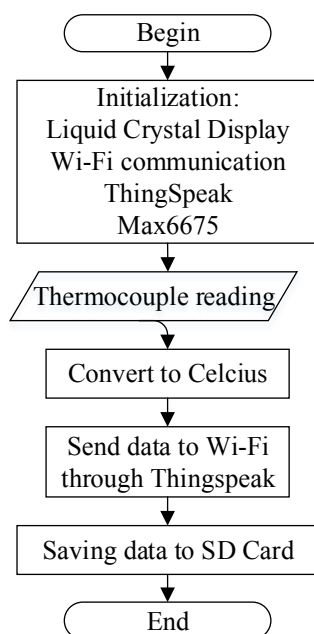 Begin
Initialization:
Liquid Crystal Display
Wi-Fi communication
ThingSpeak
Max6675
Thermocouple reading
Convert to Celcius
Send data to Wi-Fi
through Thingspeak
Saving data to SD Card
End